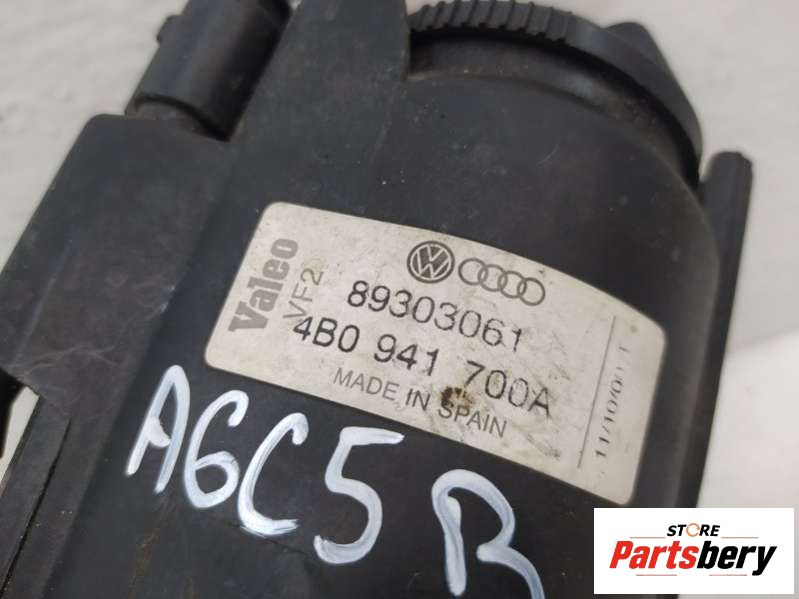 Valeo
VF2
89303061
4B0 941 700A
MADE IN SPAIN
A6C5 R
STORE
Partsbery